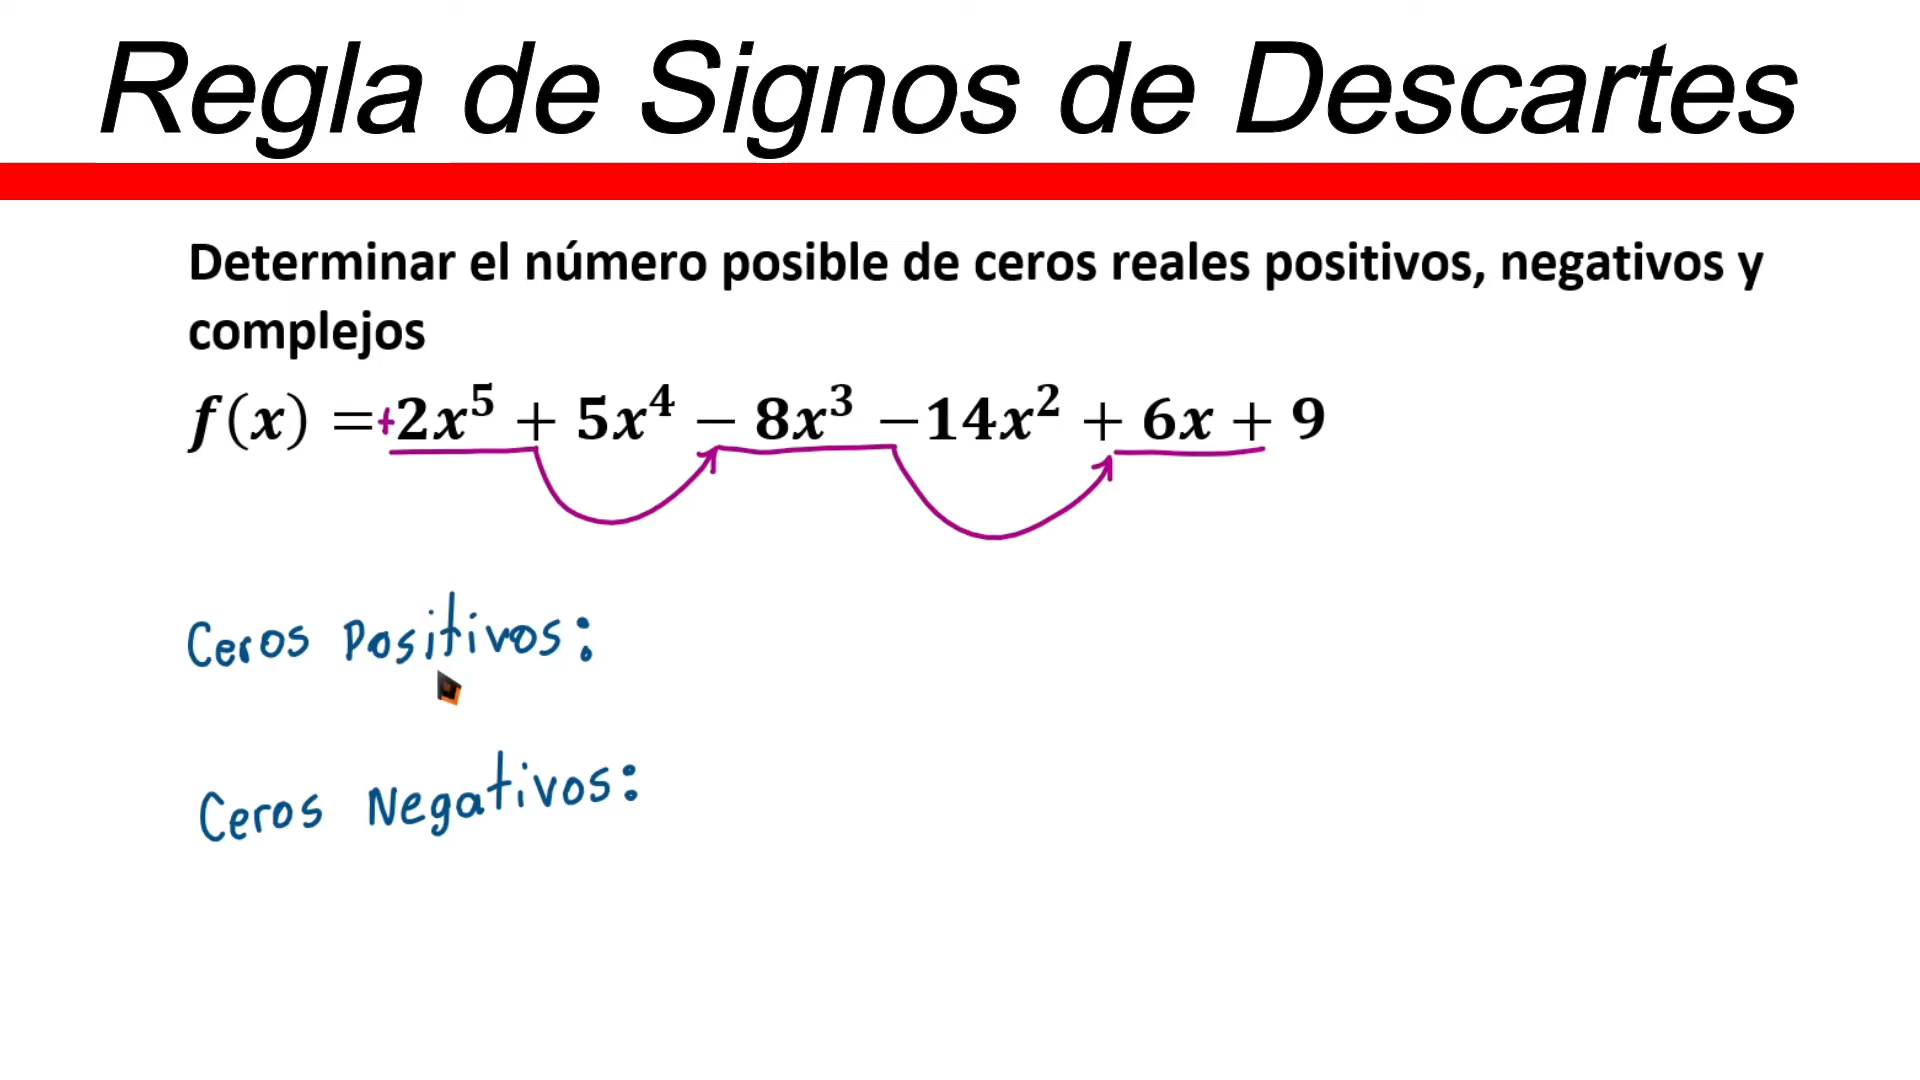 Regla de Signos de Descartes
Determinar el número posible de ceros reales positivos, negativos y
complejos
f(x) =+2x⁵ + 5x⁴ − 8x³ −14x² + 6x + 9
Ceros Positivos:
Ceros Negativos: